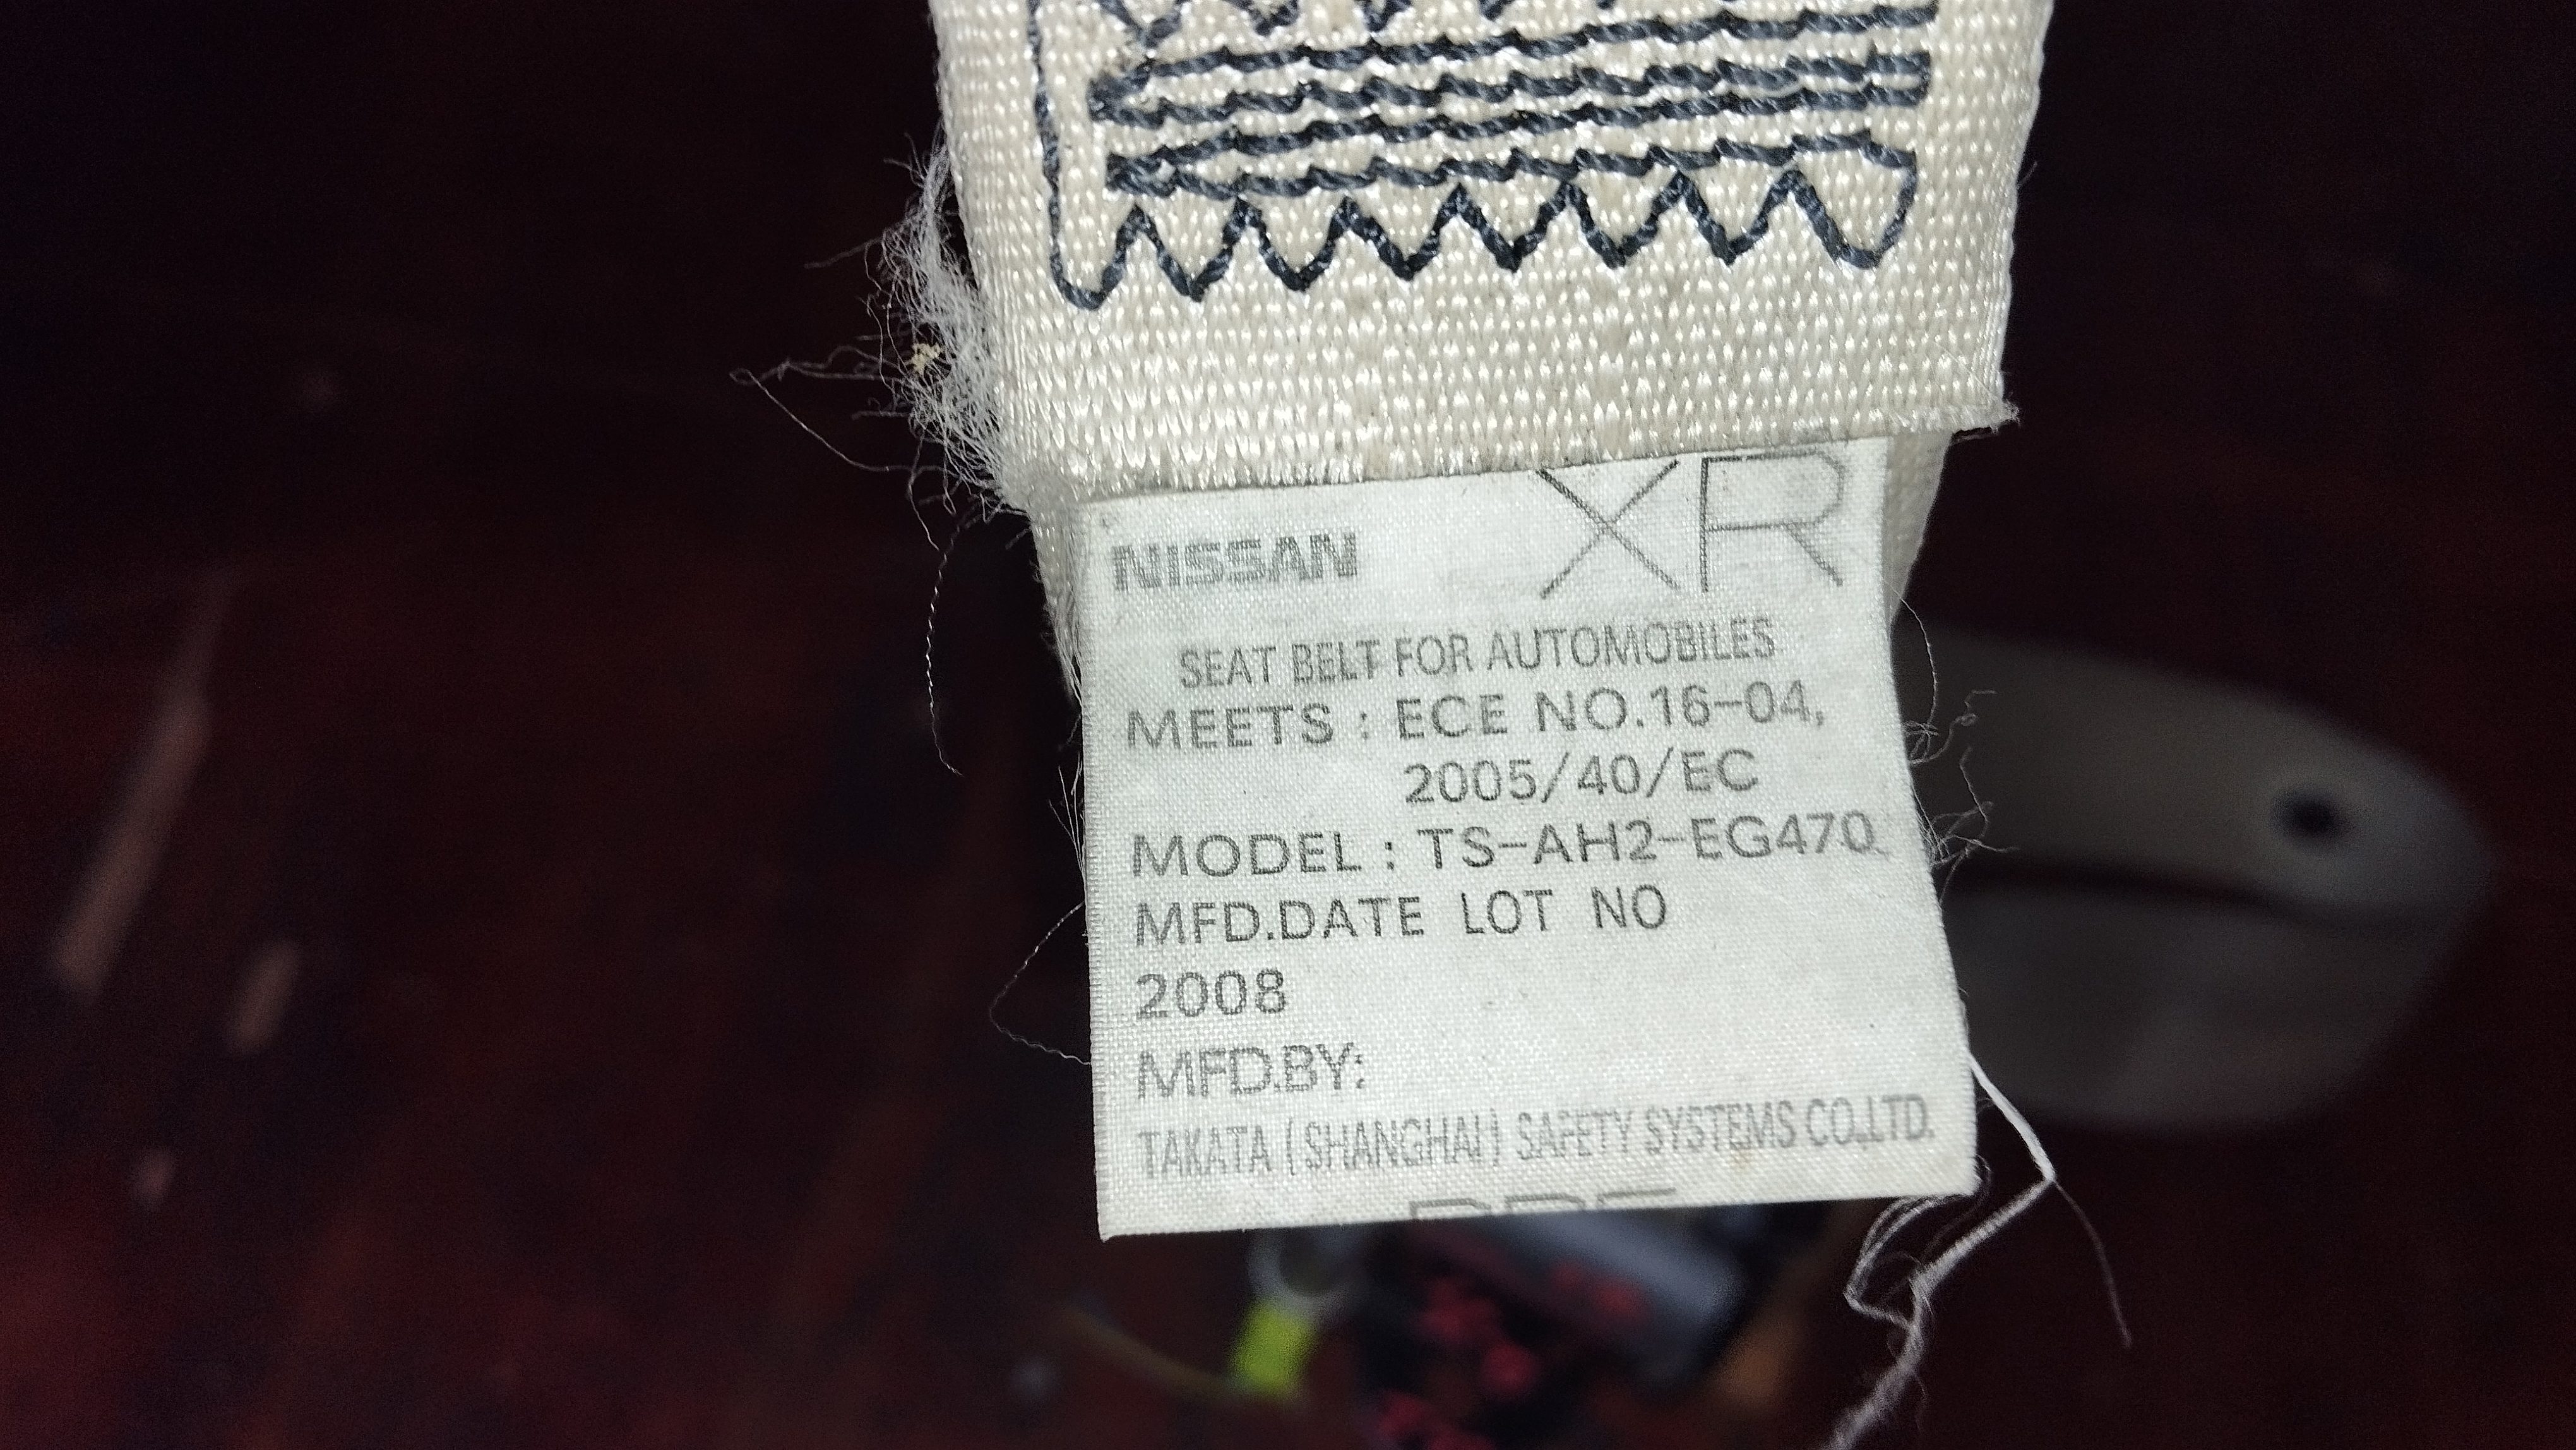 XR
NISSAN
SEAT BELT FOR AUTOMOBILES
MEETS : ECE NO.16-04,
2005/40/EC
MODEL : TS-AH2-EG470
MFD.DATE LOT NO
2008
MFD.BY:
TAKATA (SHANGHAI) SAFETY SYSTEMS CO.,LTD.